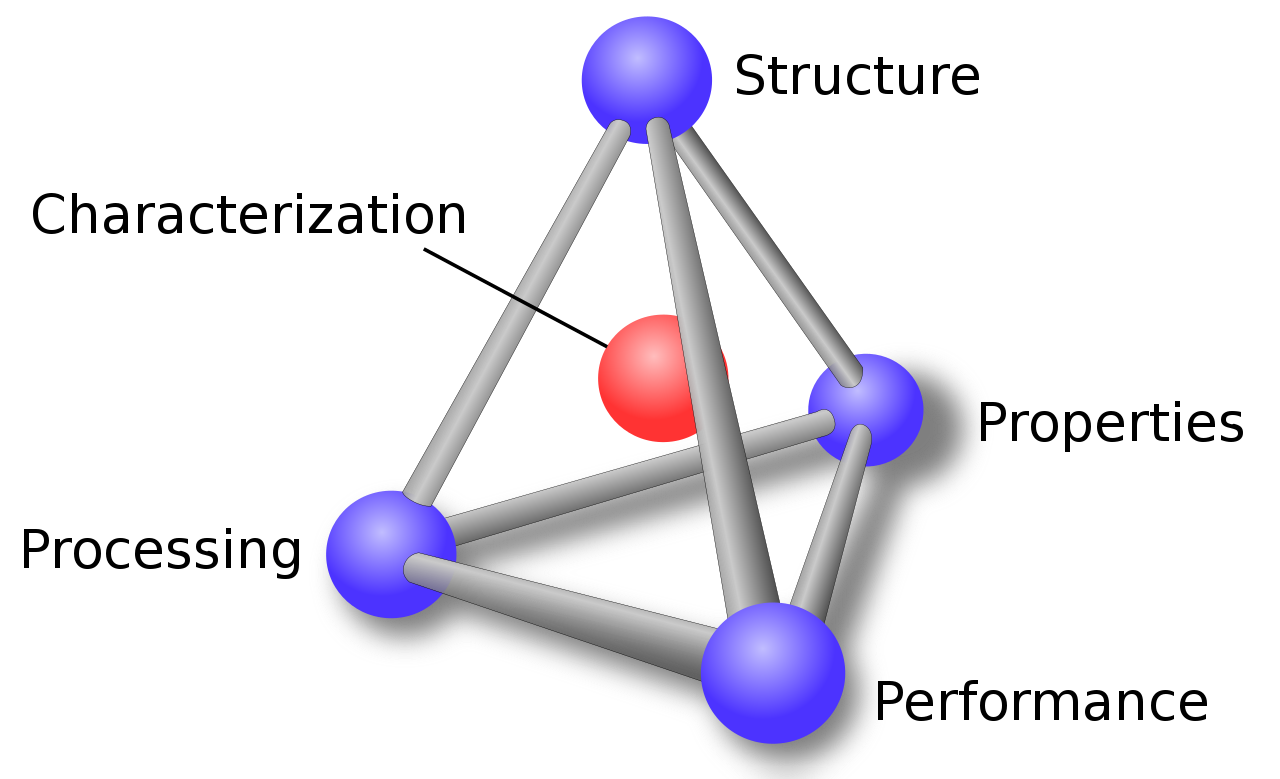 Structure
Characterization
Properties
Processing
Performance